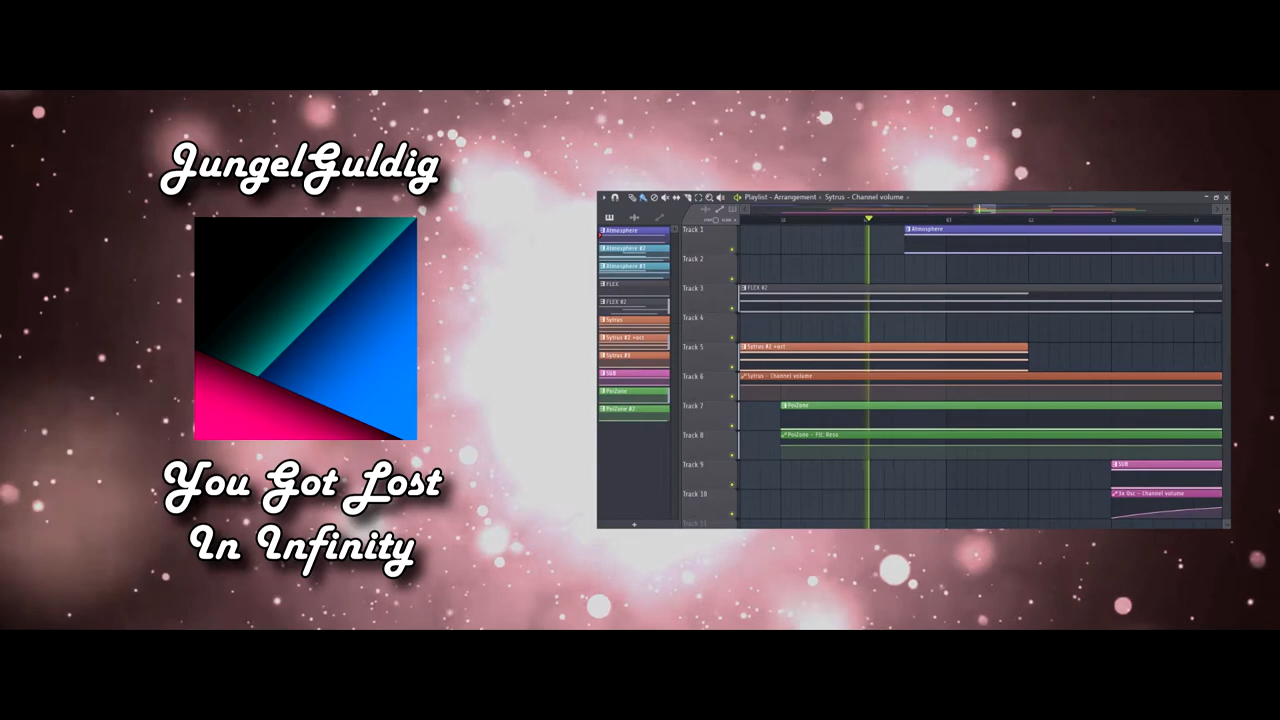 JungelGuldig
You Got Lost
In Infinity
Playlist - Arrangement › Sytrus - Channel volume ›
Atmosphere
Atmosphere #2
Atmosphere #3
FLEX
FLEX #2
Sytrus
Sytrus #2 +oct
Sytrus #3
SUB
PoiZone
PoiZone #2
Track 1
Atmosphere
Track 2
Track 3
FLEX #2
Track 4
Track 5
Sytrus #2 +oct
Track 6
Sytrus - Channel volume
Track 7
PoiZone
Track 8
PoiZone - Flt: Reso
Track 9
SUB
Track 10
3x Osc - Channel volume
Track 11